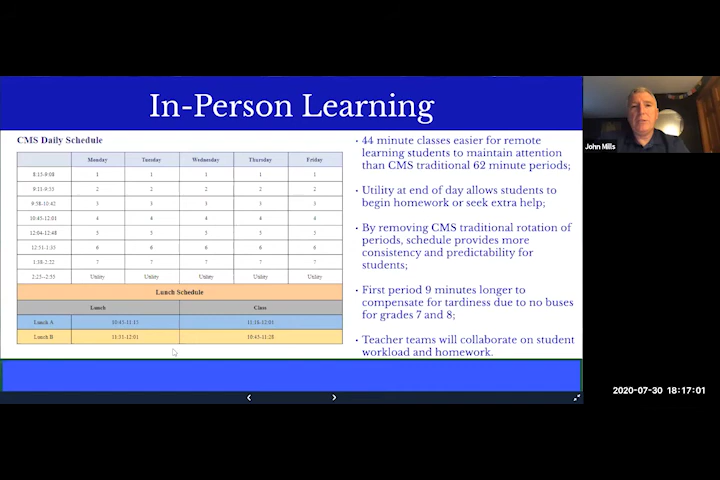 In-Person Learning
CMS Daily Schedule
Monday Tuesday Wednesday Thursday Friday
8:15-9:08 1 1 1 1 1
9:11-9:55 2 2 2 2 2
9:58-10:42 3 3 3 3 3
10:45-12:01 4 4 4 4 4
12:04-12:48 5 5 5 5 5
12:51-1:35 6 6 6 6 6
1:38-2:22 7 7 7 7 7
2:25-2:55 Utility Utility Utility Utility Utility
Lunch Schedule
Lunch Class
Lunch A 10:45-11:15 11:18-12:01
Lunch B 11:31-12:01 10:45-11:28
• 44 minute classes easier for remote
learning students to maintain attention
than CMS traditional 62 minute periods;
• Utility at end of day allows students to
begin homework or seek extra help;
• By removing CMS traditional rotation of
periods, schedule provides more
consistency and predictability for
students;
• First period 9 minutes longer to
compensate for tardiness due to no buses
for grades 7 and 8;
• Teacher teams will collaborate on student
workload and homework.
John Mills
2020-07-30 18:17:01